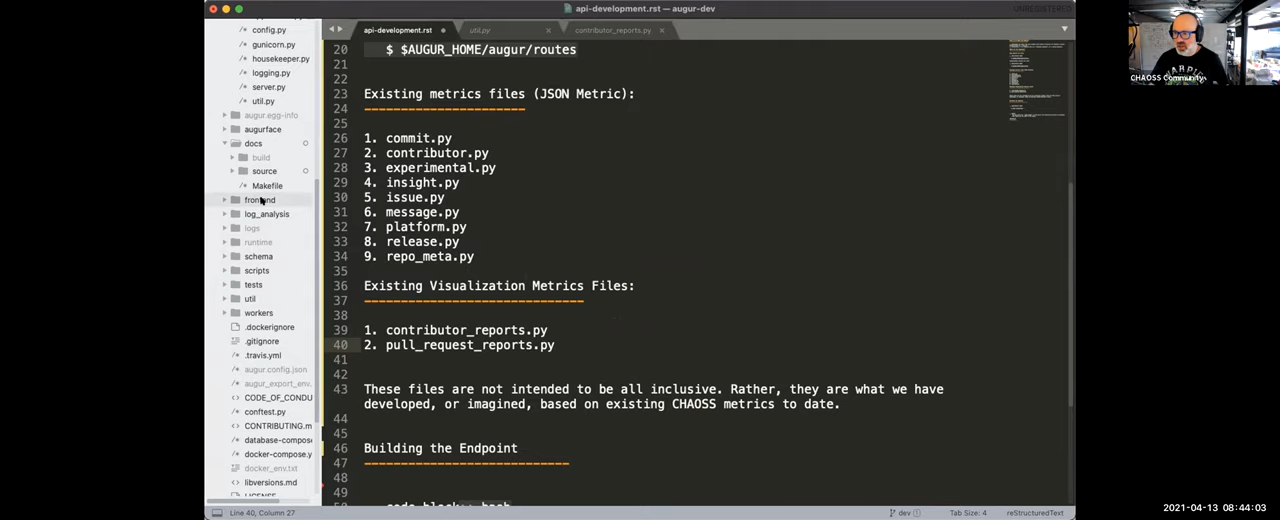 api-development.rst — augur-dev
UNREGISTERED
api-development.rst
util.py
contributor_reports.py
config.py
gunicorn.py
housekeeper.py
logging.py
server.py
util.py
augur.egg-info
augurface
docs
build
source
Makefile
frontend
log_analysis
logs
runtime
schema
scripts
tests
util
workers
.dockerignore
.gitignore
.travis.yml
augur.config.json
augur_export_env.
CODE_OF_CONDU
conftest.py
CONTRIBUTING.m
database-compose
docker-compose.y
docker_env.txt
libversions.md
LICENSE
20 $ $AUGUR_HOME/augur/routes
21
22
23 Existing metrics files (JSON Metric):
24 ----------------------
25
26 1. commit.py
27 2. contributor.py
28 3. experimental.py
29 4. insight.py
30 5. issue.py
31 6. message.py
32 7. platform.py
33 8. release.py
34 9. repo_meta.py
35
36 Existing Visualization Metrics Files:
37 ------------------------------
38
39 1. contributor_reports.py
40 2. pull_request_reports.py
41
42
43 These files are not intended to be all inclusive. Rather, they are what we have
developed, or imagined, based on existing CHAOSS metrics to date.
44
45
46 Building the Endpoint
47 ----------------------------
48
49
50 code-block:: bash
Line 40, Column 27
dev
1
Tab Size: 4
reStructuredText
CHAOSS Community
2021-04-13 08:44:03